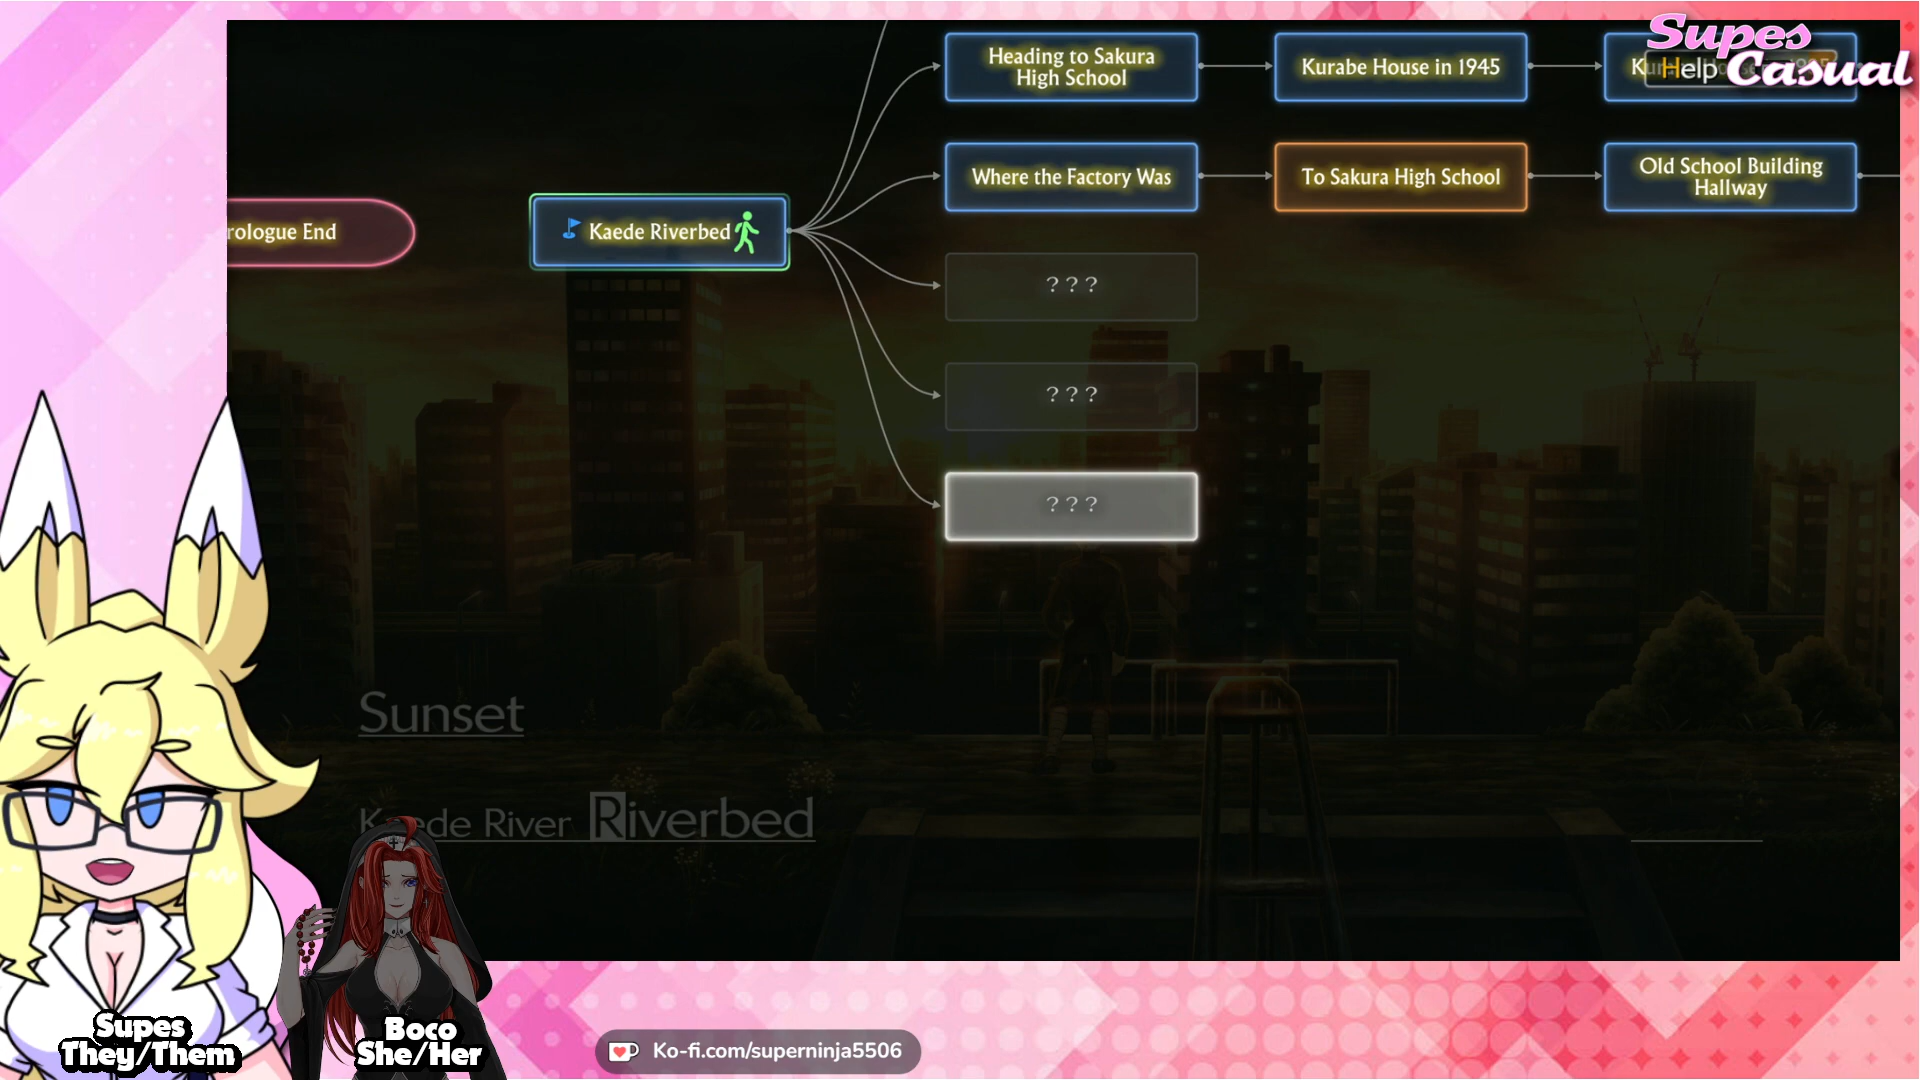 Supes
Help Casual
Heading to Sakura
High School
Kurabe House in 1945
Where the Factory Was
To Sakura High School
Old School Building
Hallway
rologue End
Kaede Riverbed
? ? ?
? ? ?
? ? ?
Sunset
Kaede River Riverbed
Supes
They/Them
Boco
She/Her
Ko-fi.com/superninja5506